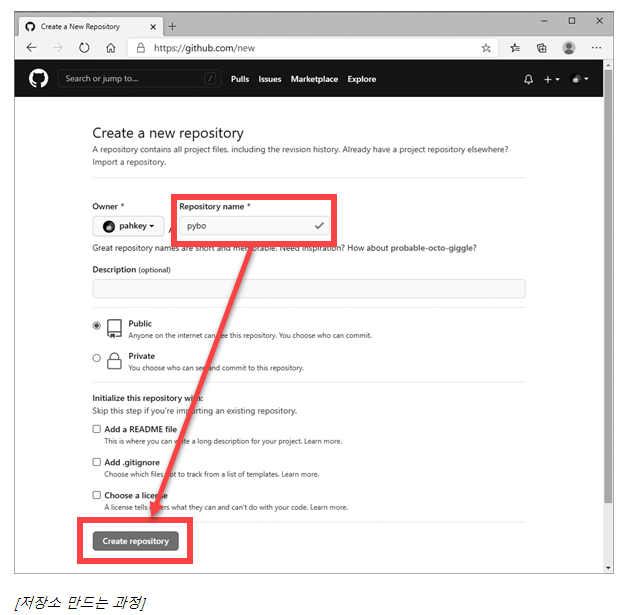 Create a New Repository
https://github.com/new
Search or jump to...
/
Pulls Issues Marketplace Explore
Create a new repository
A repository contains all project files, including the revision history. Already have a project repository elsewhere?
Import a repository.
Owner * Repository name *
pahkey / pybo
Great repository names are short and memorable. Need inspiration? How about probable-octo-giggle?
Description (optional)
Public
Anyone on the internet can see this repository. You choose who can commit.
Private
You choose who can see and commit to this repository.
Initialize this repository with:
Skip this step if you're importing an existing repository.
Add a README file
This is where you can write a long description for your project. Learn more.
Add .gitignore
Choose which files not to track from a list of templates. Learn more.
Choose a license
A license tells others what they can and can't do with your code. Learn more.
Create repository
[저장소 만드는 과정]